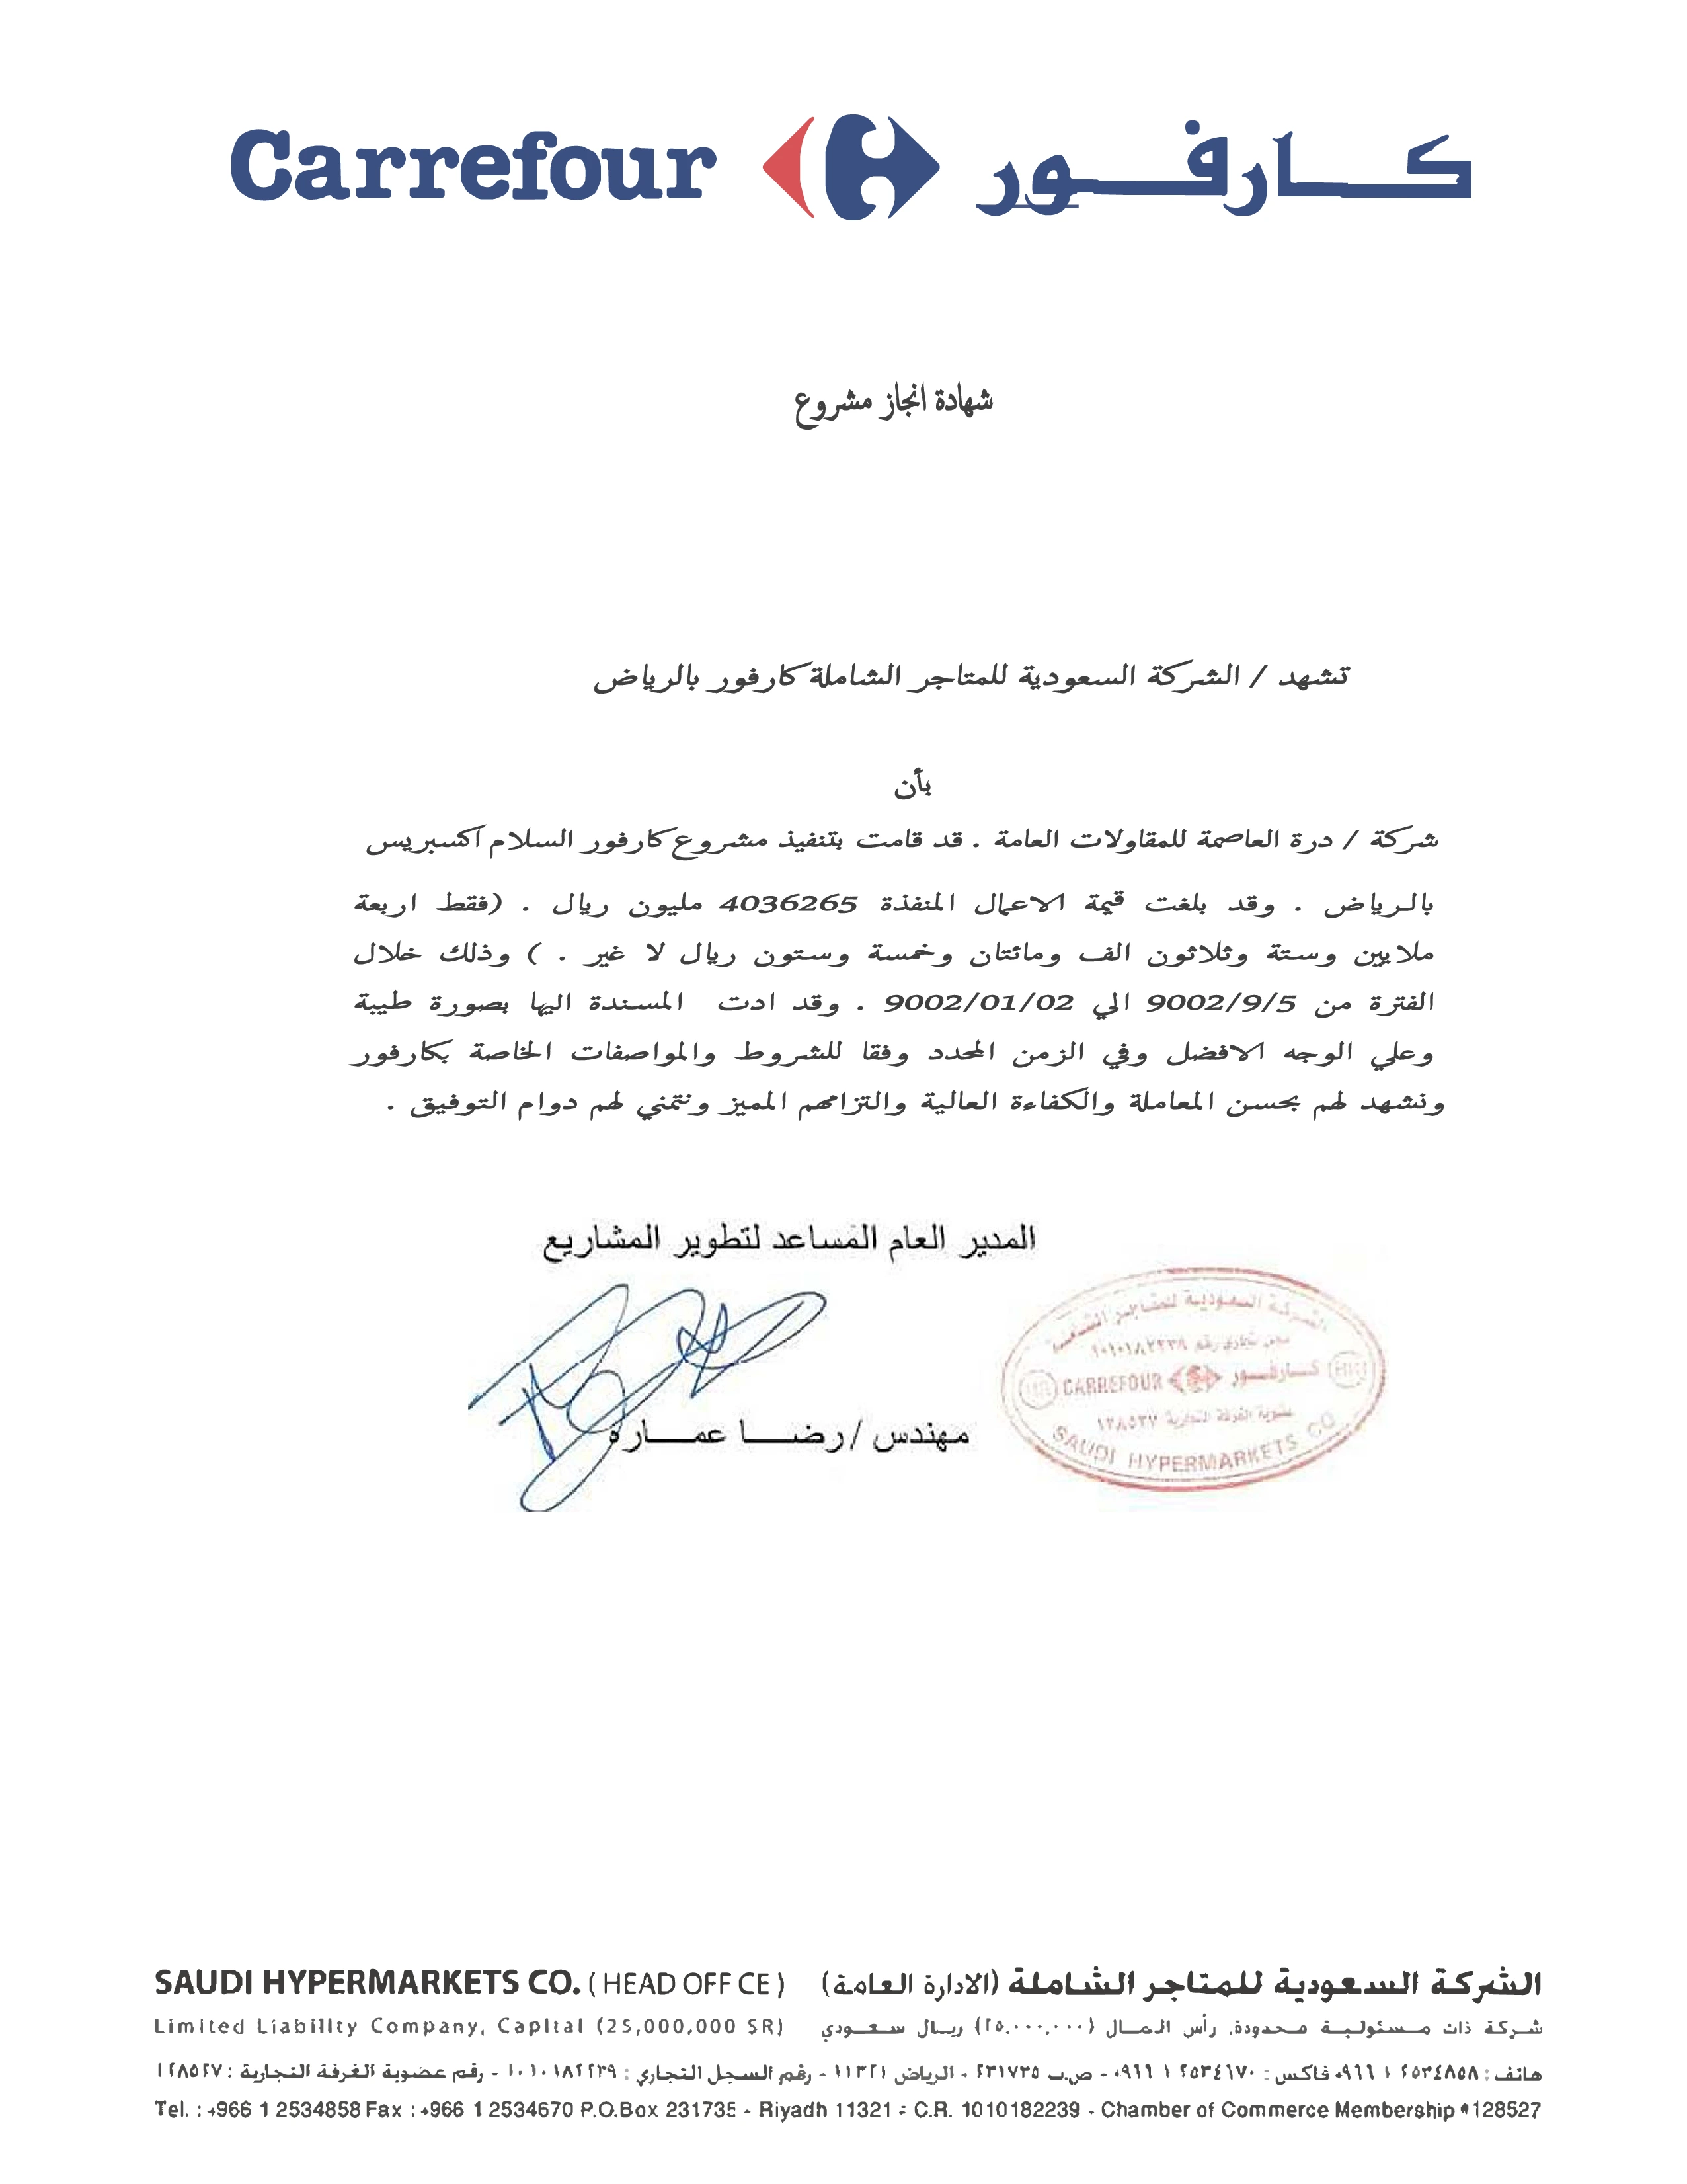 Carrefour كارفور
شهادة انجاز مشروع
تشهد / الشركة السعودية للمتاجر الشاملة كارفور بالرياض
بأن
شركة / درة العاصمة للمقاولات العامة . قد قامت بتنفيذ مشروع كارفور السلام اكسبريس
بالرياض . وقد بلغت قيمة الاعمال المنفذة 4036265 مليون ريال . (فقط اربعة
ملايين وستة وثلاثون الف ومائتان وخمسة وستون ريال لا غير . ) وذلك خلال
الفترة من 9002/9/5 الي 9002/01/02 . وقد ادت المسندة اليها بصورة طيبة
وعلي الوجه الافضل وفي الزمن المحدد وفقا للشروط والمواصفات الخاصة بكارفور
ونشهد لهم بحسن المعاملة والكفاءة العالية والتزامهم المميز ونتمني لهم دوام التوفيق .
المدير العام المساعد لتطوير المشاريع
مهندس / رضا عمارة
الشركة السعودية للمتاجر الشاملة
سجل تجاري رقم
CARREFOUR كارفور
عضوية الغرفة التجارية ١٢٨٥٢٧
SAUDI HYPERMARKETS CO
SAUDI HYPERMARKETS CO. ( HEAD OFF CE ) الشركة السعودية للمتاجر الشاملة (الادارة العامة)
Limited Liability Company, Capital (25,000,000 SR) شركة ذات مسئولية محدودة, رأس المال (٢٥,٠٠٠,٠٠٠) ريال سعودي
هاتف : ٢٥٣٤٨٥٨ ١ ٩٦٦+ فاكس : ٢٥٣٤٦٧٠ ١ ٩٦٦+ - ص.ب ٢٣١٧٣٥ - الرياض ١١٣٢١ - رقم السجل التجاري : ١٠١٠١٨٢٢٣٩ - رقم عضوية الغرفة التجارية : ١٢٨٥٢٧
Tel. : +966 1 2534858 Fax : +966 1 2534670 P.O.Box 231735 - Riyadh 11321 - C.R. 1010182239 - Chamber of Commerce Membership # 128527